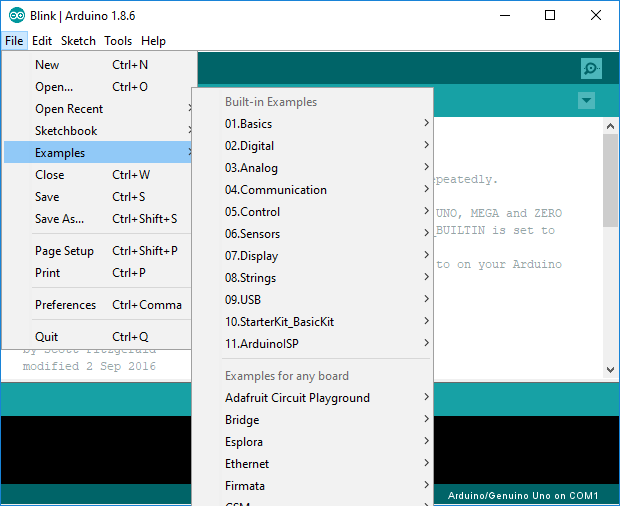 Blink | Arduino 1.8.6
File Edit Sketch Tools Help
New Ctrl+N
Open... Ctrl+O
Open Recent
Sketchbook
Examples
Close Ctrl+W
Save Ctrl+S
Save As... Ctrl+Shift+S
Page Setup Ctrl+Shift+P
Print Ctrl+P
Preferences Ctrl+Comma
Quit Ctrl+Q
Built-in Examples
01.Basics
02.Digital
03.Analog
04.Communication
05.Control
06.Sensors
07.Display
08.Strings
09.USB
10.StarterKit_BasicKit
11.ArduinoISP
Examples for any board
Adafruit Circuit Playground
Bridge
Esplora
Ethernet
Firmata
epeatedly.
UNO, MEGA and ZERO
_BUILTIN is set to
to on your Arduino
by Scott Fitzgerald
modified 2 Sep 2016
Arduino/Genuino Uno on COM1